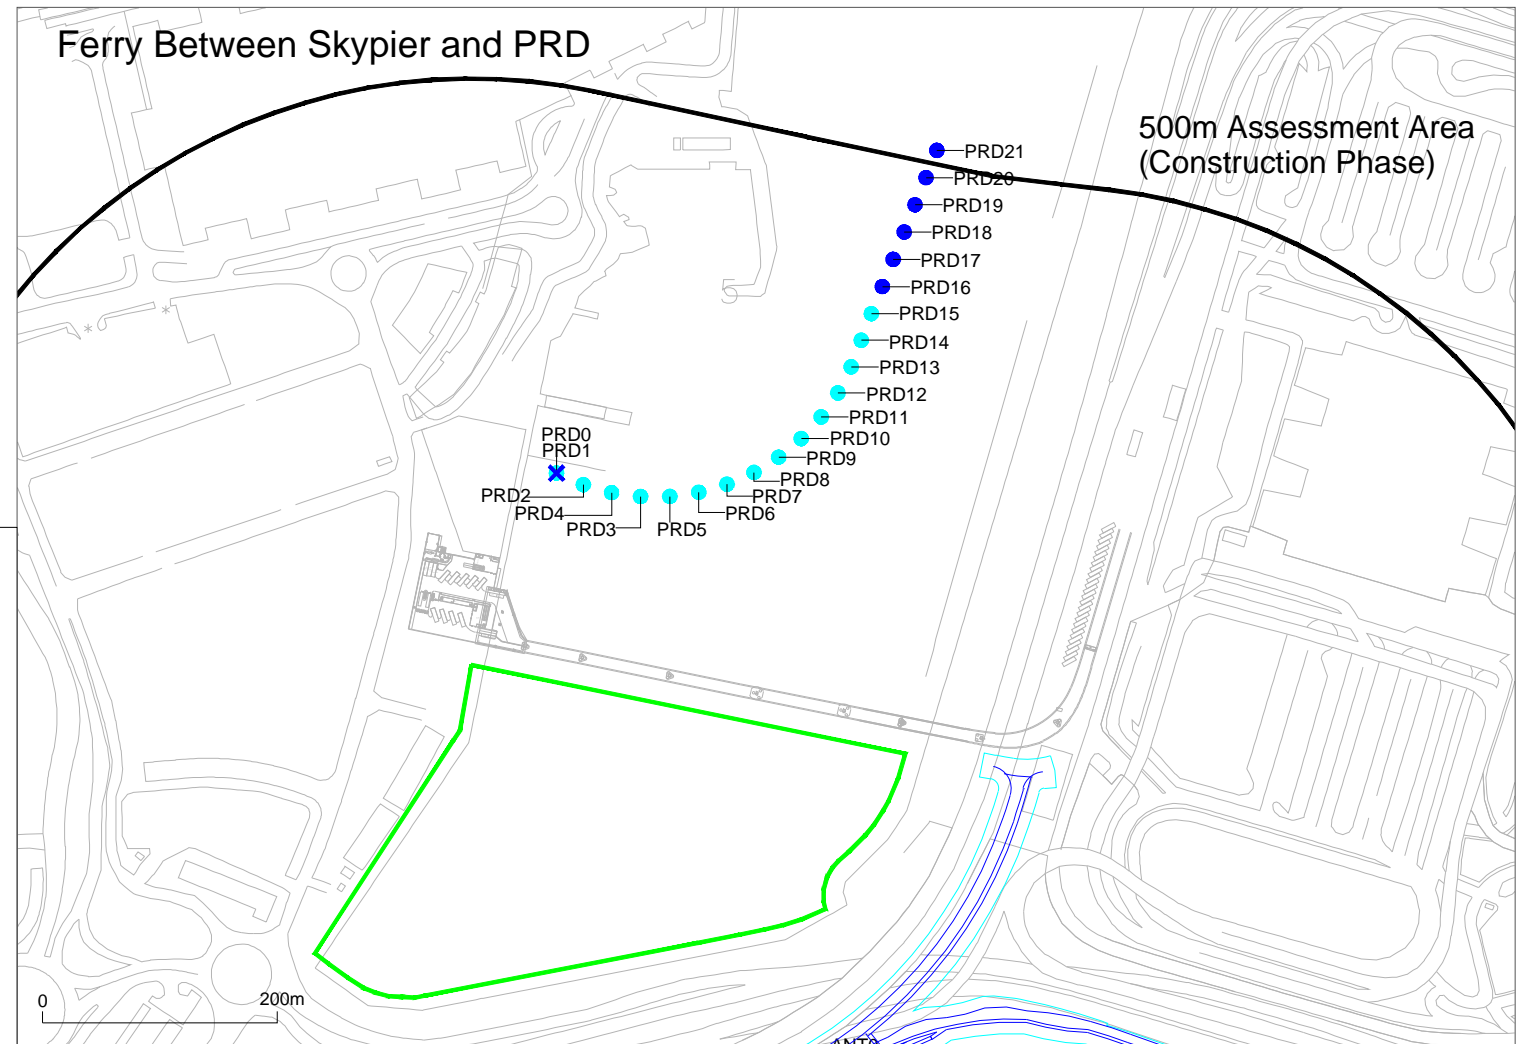 Ferry Between Skypier and PRD
500m Assessment Area
(Construction Phase)
PRD21
PRD20
PRD19
PRD18
PRD17
PRD16
PRD15
PRD14
PRD13
PRD12
PRD11
PRD10
PRD9
PRD8
PRD7
PRD6
PRD5
PRD0
PRD1
PRD2
PRD4
PRD3
0
200m